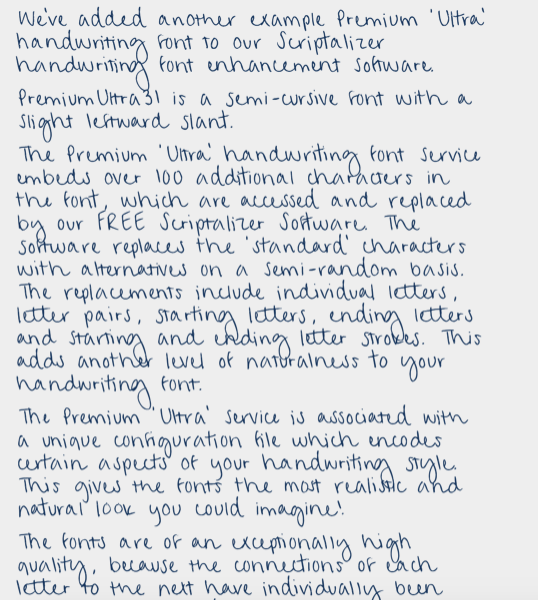 We've added another example Premium 'Ultra'
handwriting font to our Scriptalizer
handwriting font enhancement software.
PremiumUltra31 is a semi-cursive font with a
slight leftward slant.
The Premium 'Ultra' handwriting font service
embeds over 100 additional characters in
the font, which are accessed and replaced
by our FREE Scriptalizer Software. The
software replaces the 'standard' characters
with alternatives on a semi-random basis.
The replacements include individual letters,
letter pairs, starting letters, ending letters
and starting and ending letter strokes. This
adds another level of naturalness to your
handwriting font.
The Premium 'Ultra' service is associated with
a unique configuration file which encodes
certain aspects of your handwriting style.
This gives the fonts the most realistic and
natural look you could imagine!
The fonts are of an exceptionally high
quality, because the connections of each
letter to the next have individually been